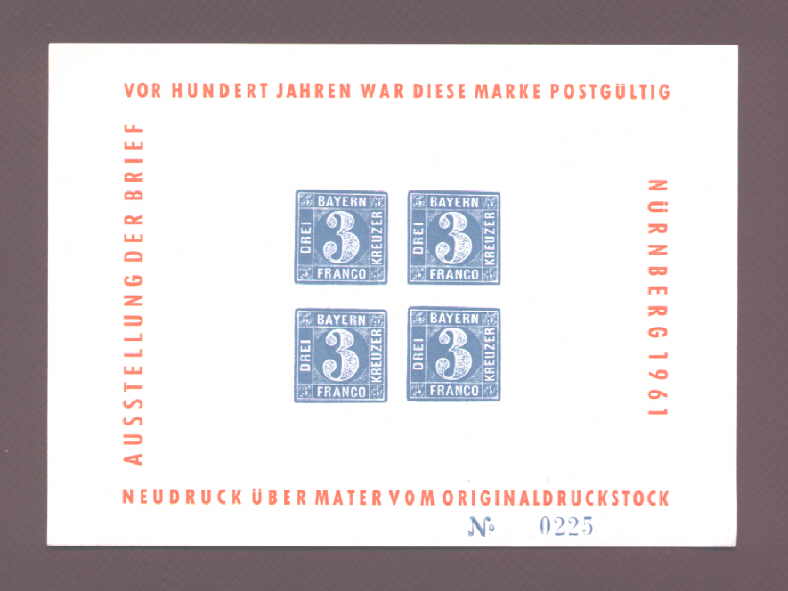 VOR HUNDERT JAHREN WAR DIESE MARKE POSTGÜLTIG
AUSSTELLUNG DER BRIEF
BAYERN
DREI
3
KREUZER
FRANCO
BAYERN
DREI
3
KREUZER
FRANCO
BAYERN
DREI
3
KREUZER
FRANCO
BAYERN
DREI
3
KREUZER
FRANCO
NÜRNBERG 1961
NEUDRUCK ÜBER MATER VOM ORIGINALDRUCKSTOCK
No 0225